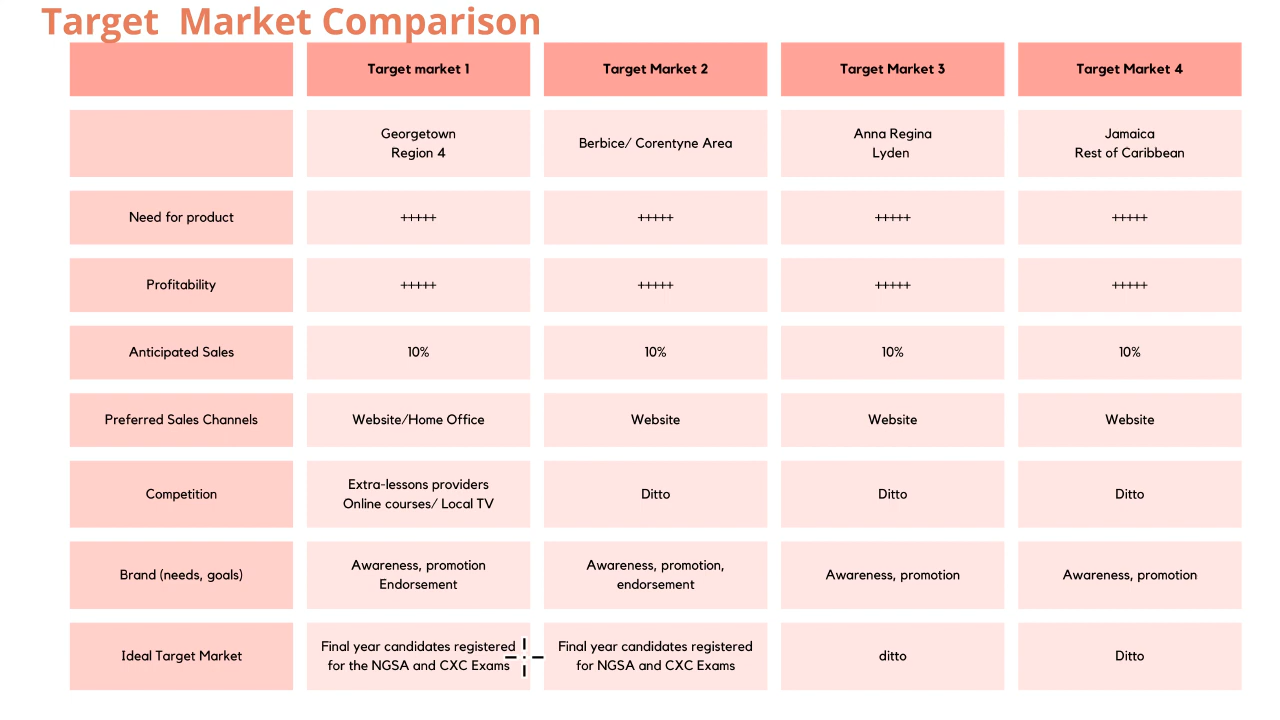 Target Market Comparison
Target market 1
Target Market 2
Target Market 3
Target Market 4
Georgetown
Region 4
Berbice/ Corentyne Area
Anna Regina
Lyden
Jamaica
Rest of Caribbean
Need for product
+++++
+++++
+++++
+++++
Profitability
+++++
+++++
+++++
+++++
Anticipated Sales
10%
10%
10%
10%
Preferred Sales Channels
Website/Home Office
Website
Website
Website
Competition
Extra-lessons providers
Online courses/ Local TV
Ditto
Ditto
Ditto
Brand (needs, goals)
Awareness, promotion
Endorsement
Awareness, promotion,
endorsement
Awareness, promotion
Awareness, promotion
Ideal Target Market
Final year candidates registered
for the NGSA and CXC Exams
Final year candidates registered
for NGSA and CXC Exams
ditto
Ditto